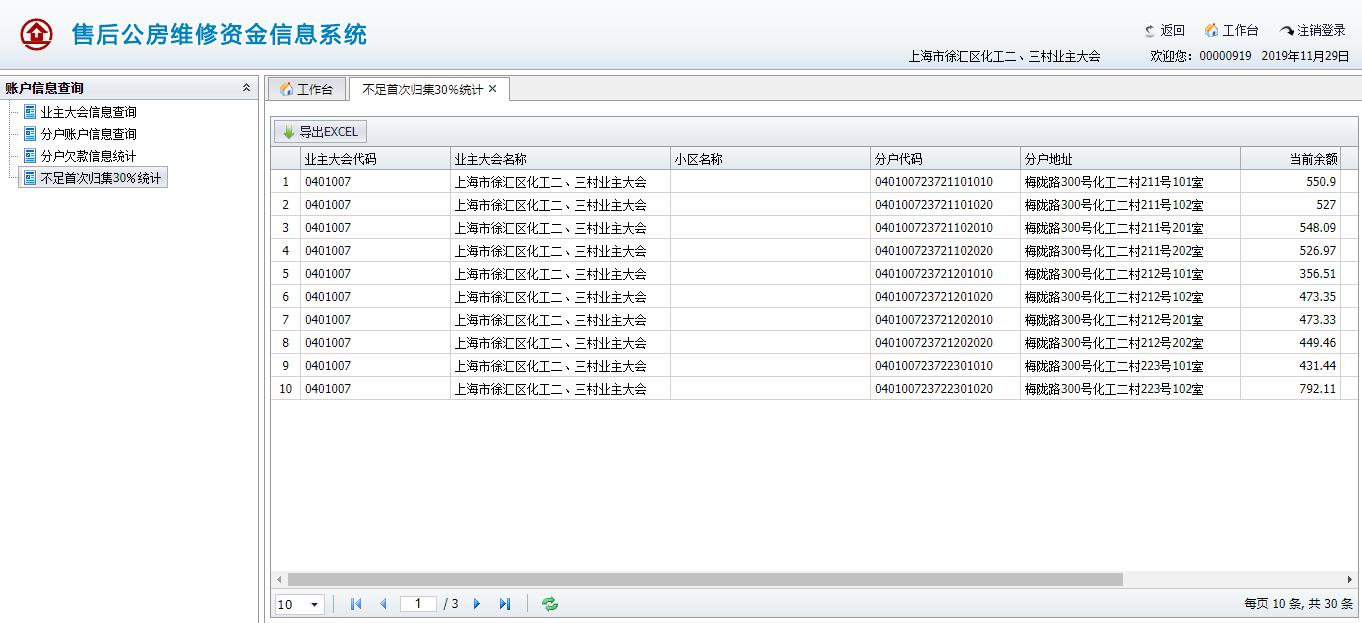 售后公房维修资金信息系统
返回 工作台 注销登录
上海市徐汇区化工二、三村业主大会 欢迎您: 00000919 2019年11月29日
账户信息查询
业主大会信息查询
分户账户信息查询
分户欠款信息统计
不足首次归集30%统计
工作台 不足首次归集30%统计 ×
导出EXCEL
业主大会代码 业主大会名称 小区名称 分户代码 分户地址 当前余额
1 0401007 上海市徐汇区化工二、三村业主大会 040100723721101010 梅陇路300号化工二村211号101室 550.9
2 0401007 上海市徐汇区化工二、三村业主大会 040100723721101020 梅陇路300号化工二村211号102室 527
3 0401007 上海市徐汇区化工二、三村业主大会 040100723721102010 梅陇路300号化工二村211号201室 548.09
4 0401007 上海市徐汇区化工二、三村业主大会 040100723721102020 梅陇路300号化工二村211号202室 526.97
5 0401007 上海市徐汇区化工二、三村业主大会 040100723721201010 梅陇路300号化工二村212号101室 356.51
6 0401007 上海市徐汇区化工二、三村业主大会 040100723721201020 梅陇路300号化工二村212号102室 473.35
7 0401007 上海市徐汇区化工二、三村业主大会 040100723721202010 梅陇路300号化工二村212号201室 473.33
8 0401007 上海市徐汇区化工二、三村业主大会 040100723721202020 梅陇路300号化工二村212号202室 449.46
9 0401007 上海市徐汇区化工二、三村业主大会 040100723722301010 梅陇路300号化工二村223号101室 431.44
10 0401007 上海市徐汇区化工二、三村业主大会 040100723722301020 梅陇路300号化工二村223号102室 792.11
10 1 / 3 每页 10 条, 共 30 条